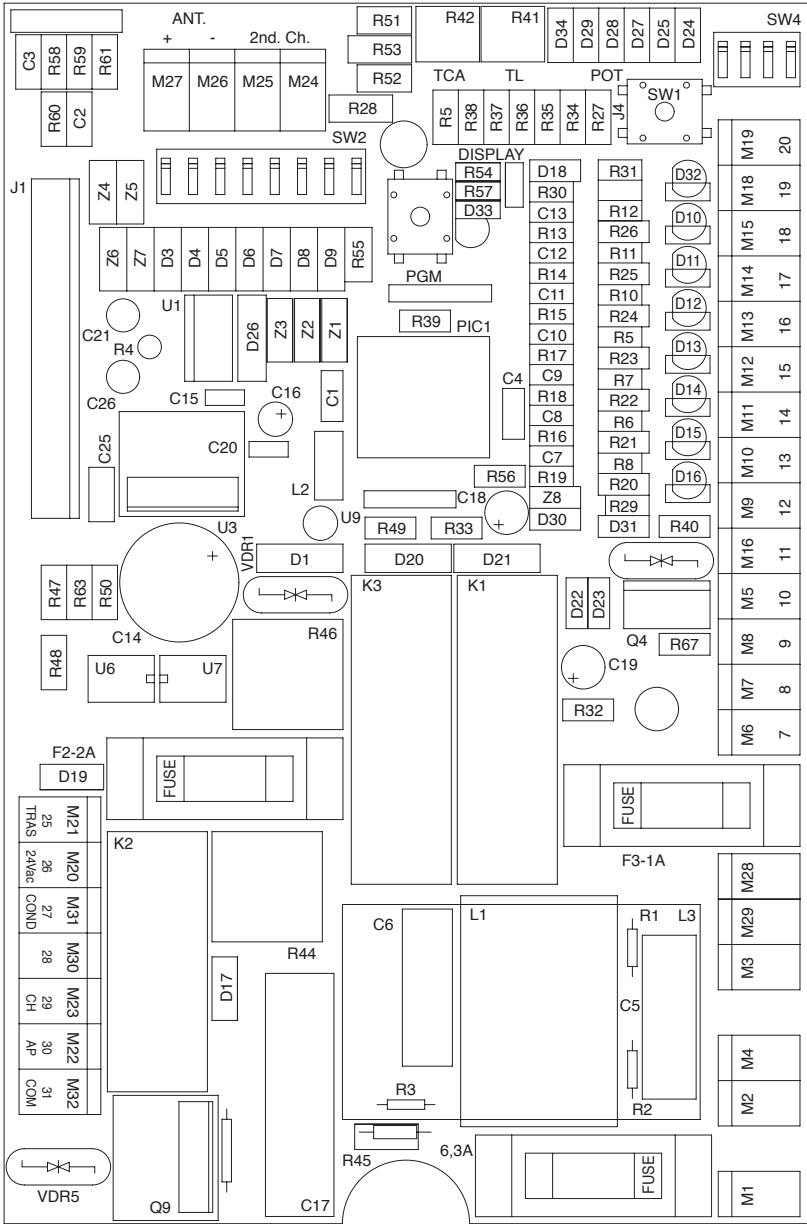 ANT.
+ - 2nd. Ch.
M27 M26 M25 M24
C3 R58 R59 R61
R60 C2
R51
R53
R52
R28
R42 R41
D34 D29 D28 D27 D25 D24
SW4
TCA TL POT
R5 R38 R37 R36 R35 R34 R27
J4
SW1
SW2
DISPLAY
R54
R57
D33
J1
Z4 Z5
Z6 Z7 D3 D4 D5 D6 D7 D8 D9 R55
PGM
R39
PIC1
U1
C21
R4
C26
D26 Z3 Z2 Z1
C15
C16
C1
C20
C25
L2
U3
U9
C4
R56
C18
R49
R33
D18
R30
C13
R13
C12
R14
C11
R15
C10
R17
C9
R18
C8
R16
C7
R19
Z8
D30
R31
R12
R26
R11
R25
R10
R24
R5
R23
R7
R22
R6
R21
R8
R20
R29
D31
D32
D10
D11
D12
D13
D14
D15
D16
R40
M19 20
M18 19
M15 18
M14 17
M13 16
M12 15
M11 14
M10 13
M9 12
M16 11
M5 10
M8 9
M7 8
M6 7
VDR1
D1
D20
D21
K3
K1
R47 R63 R50
C14
R46
R48
U6
U7
D22 D23
Q4
R67
C19
R32
F2-2A
D19
FUSE
FUSE
F3-1A
25 TRAS M21
26 24Vac M20
27 COND M31
28 M30
29 CH M23
30 AP M22
31 COM M32
K2
R44
D17
C6
L1
R1
L3
C5
R2
R3
R45
6,3A
FUSE
M28
M29
M3
M4
M2
M1
VDR5
Q9
C17